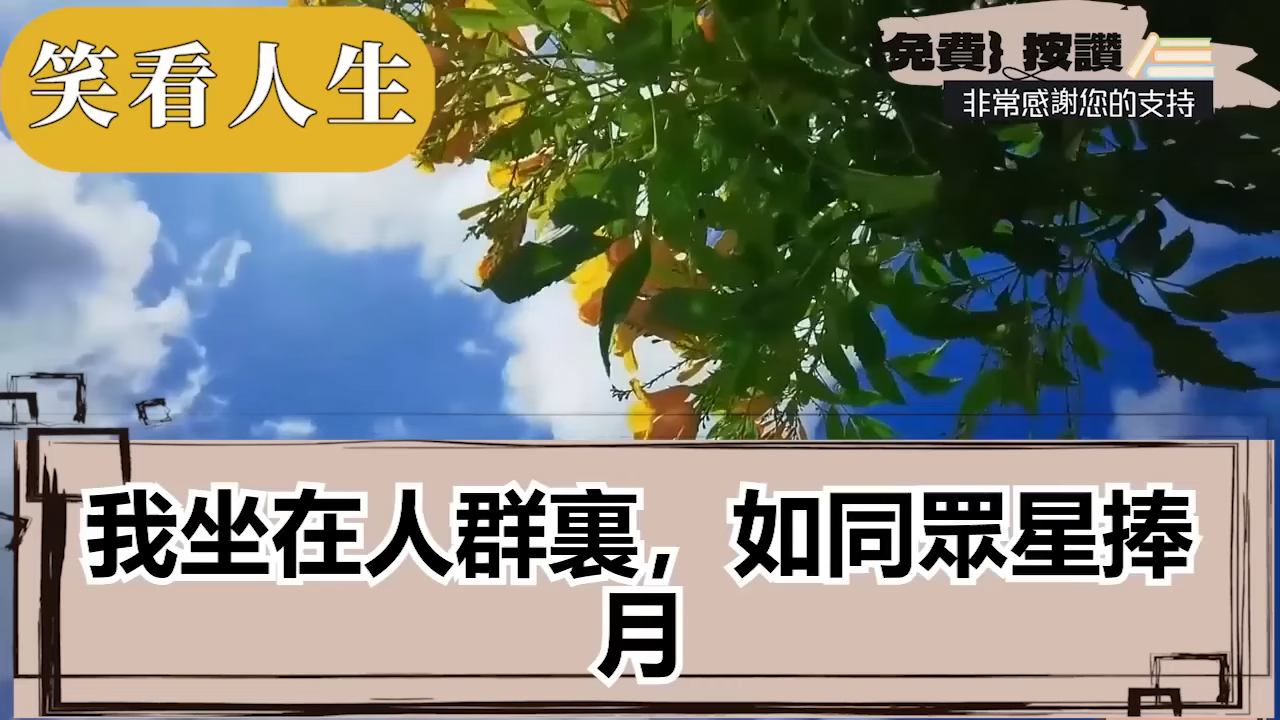 笑看人生
免費} 按讚
非常感謝您的支持
我坐在人群裏，如同眾星捧
月